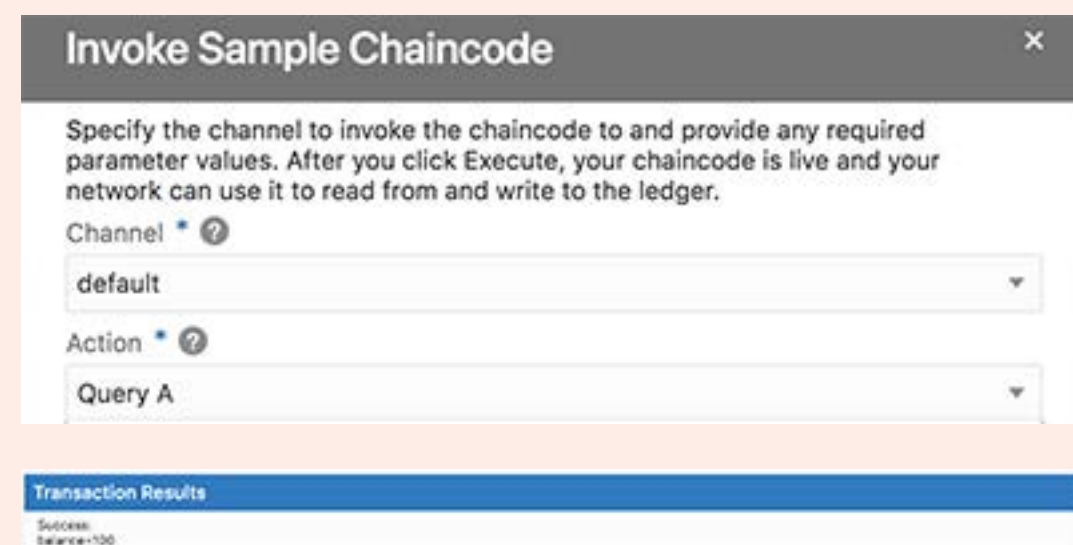 Invoke Sample Chaincode ×
Specify the channel to invoke the chaincode to and provide any required
parameter values. After you click Execute, your chaincode is live and your
network can use it to read from and write to the ledger.
Channel * ?
default
Action * ?
Query A
Transaction Results
Success:
balance=100